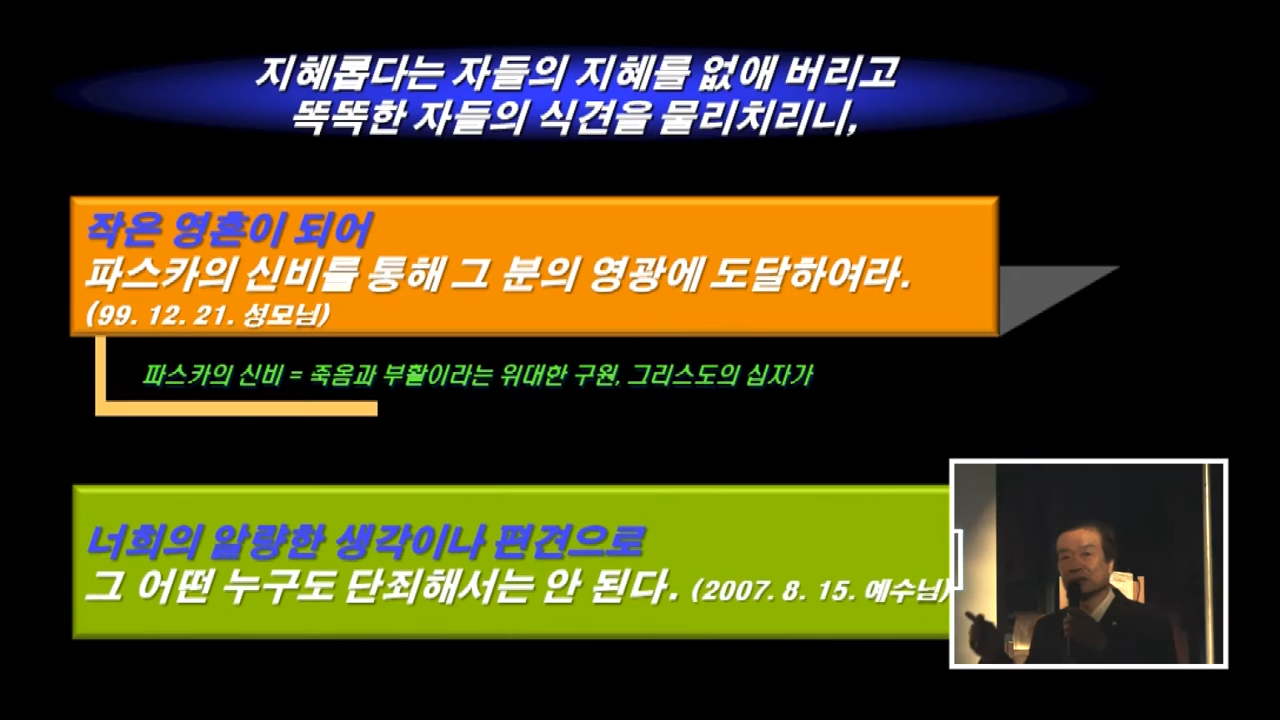 지혜롭다는 자들의 지혜를 없애 버리고
똑똑한 자들의 식견을 물리치리니,
작은 영혼이 되어
파스카의 신비를 통해 그 분의 영광에 도달하여라.
(99. 12. 21. 성모님)
파스카의 신비 = 죽음과 부활이라는 위대한 구원, 그리스도의 십자가
너희의 알량한 생각이나 편견으로
그 어떤 누구도 단죄해서는 안 된다. (2007. 8. 15. 예수님)